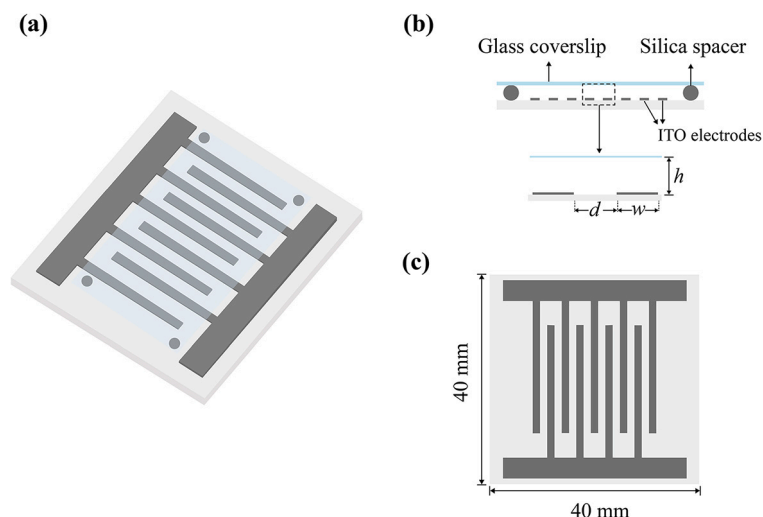 (a)
(b)
Glass coverslip
Silica spacer
ITO electrodes
h
d
w
(c)
40 mm
40 mm